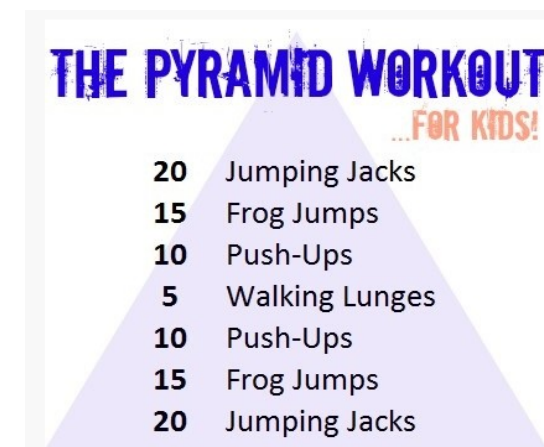 THE PYRAMID WORKOUT
...FOR KIDS!
20 Jumping Jacks
15 Frog Jumps
10 Push-Ups
5 Walking Lunges
10 Push-Ups
15 Frog Jumps
20 Jumping Jacks